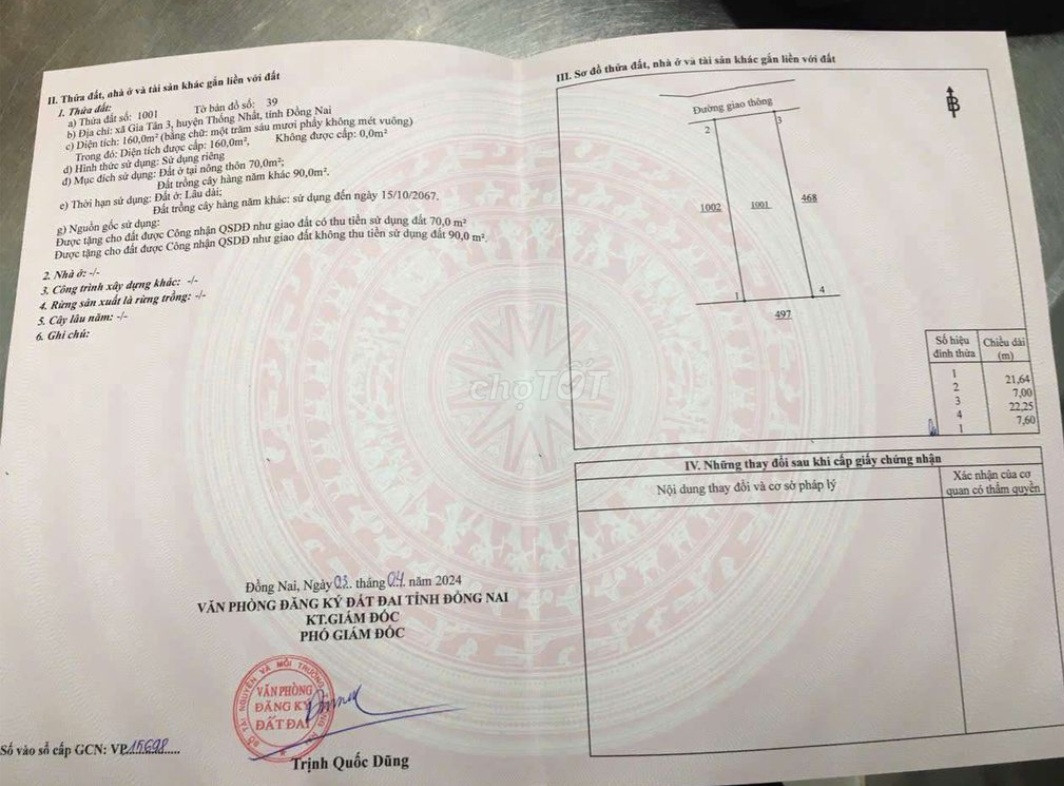 II. Thửa đất, nhà ở và tài sản khác gắn liền với đất
1. Thửa đất:
a) Thửa đất số: 1001 Tờ bản đồ số: 39
b) Địa chỉ: xã Gia Tân 3, huyện Thống Nhất, tỉnh Đồng Nai
c) Diện tích: 160,0m² (bằng chữ: một trăm sáu mươi phẩy không mét vuông)
Trong đó: Diện tích được cấp: 160,0m², Không được cấp: 0,0m²
d) Hình thức sử dụng: Sử dụng riêng
đ) Mục đích sử dụng: Đất ở tại nông thôn 70,0m²;
Đất trồng cây hàng năm khác 90,0m².
e) Thời hạn sử dụng: Đất ở: Lâu dài;
Đất trồng cây hàng năm khác: sử dụng đến ngày 15/10/2067.
g) Nguồn gốc sử dụng:
Được tặng cho đất được Công nhận QSDĐ như giao đất có thu tiền sử dụng đất 70,0 m²
Được tặng cho đất được Công nhận QSDĐ như giao đất không thu tiền sử dụng đất 90,0 m².
2. Nhà ở: -/-
3. Công trình xây dựng khác: -/-
4. Rừng sản xuất là rừng trồng: -/-
5. Cây lâu năm: -/-
6. Ghi chú:
Đồng Nai, Ngày 03. tháng 04. năm 2024
VĂN PHÒNG ĐĂNG KÝ ĐẤT ĐAI TỈNH ĐỒNG NAI
KT.GIÁM ĐỐC
PHÓ GIÁM ĐỐC
SỞ TÀI NGUYÊN VÀ MÔI TRƯỜNG
VĂN PHÒNG
ĐĂNG KÝ
ĐẤT ĐAI
Trịnh Quốc Dũng
Số vào sổ cấp GCN: VP.15698.....
III. Sơ đồ thửa đất, nhà ở và tài sản khác gắn liền với đất
B
Đường giao thông
2 3
1002 1001 468
1 4
497
Số hiệu đỉnh thửa Chiều dài (m)
1
21,64
2
7,00
3
22,25
4
7,60
1
IV. Những thay đổi sau khi cấp giấy chứng nhận
Nội dung thay đổi và cơ sở pháp lý
Xác nhận của cơ
quan có thẩm quyền
chợTỐT